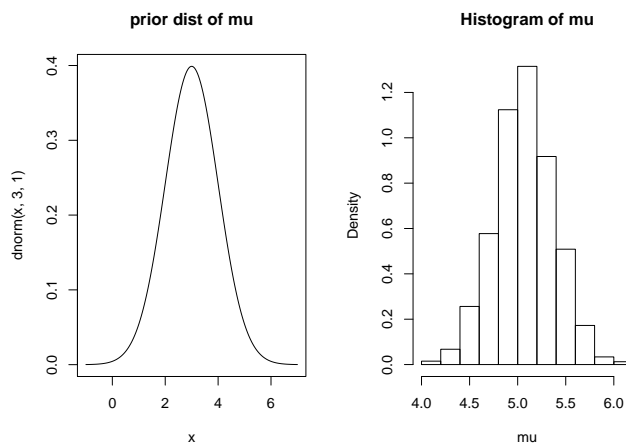 prior dist of mu
dnorm(x, 3, 1)
0.4
0.3
0.2
0.1
0.0
0 2 4 6
x
Histogram of mu
Density
1.2
1.0
0.8
0.6
0.4
0.2
0.0
4.0 4.5 5.0 5.5 6.0
mu